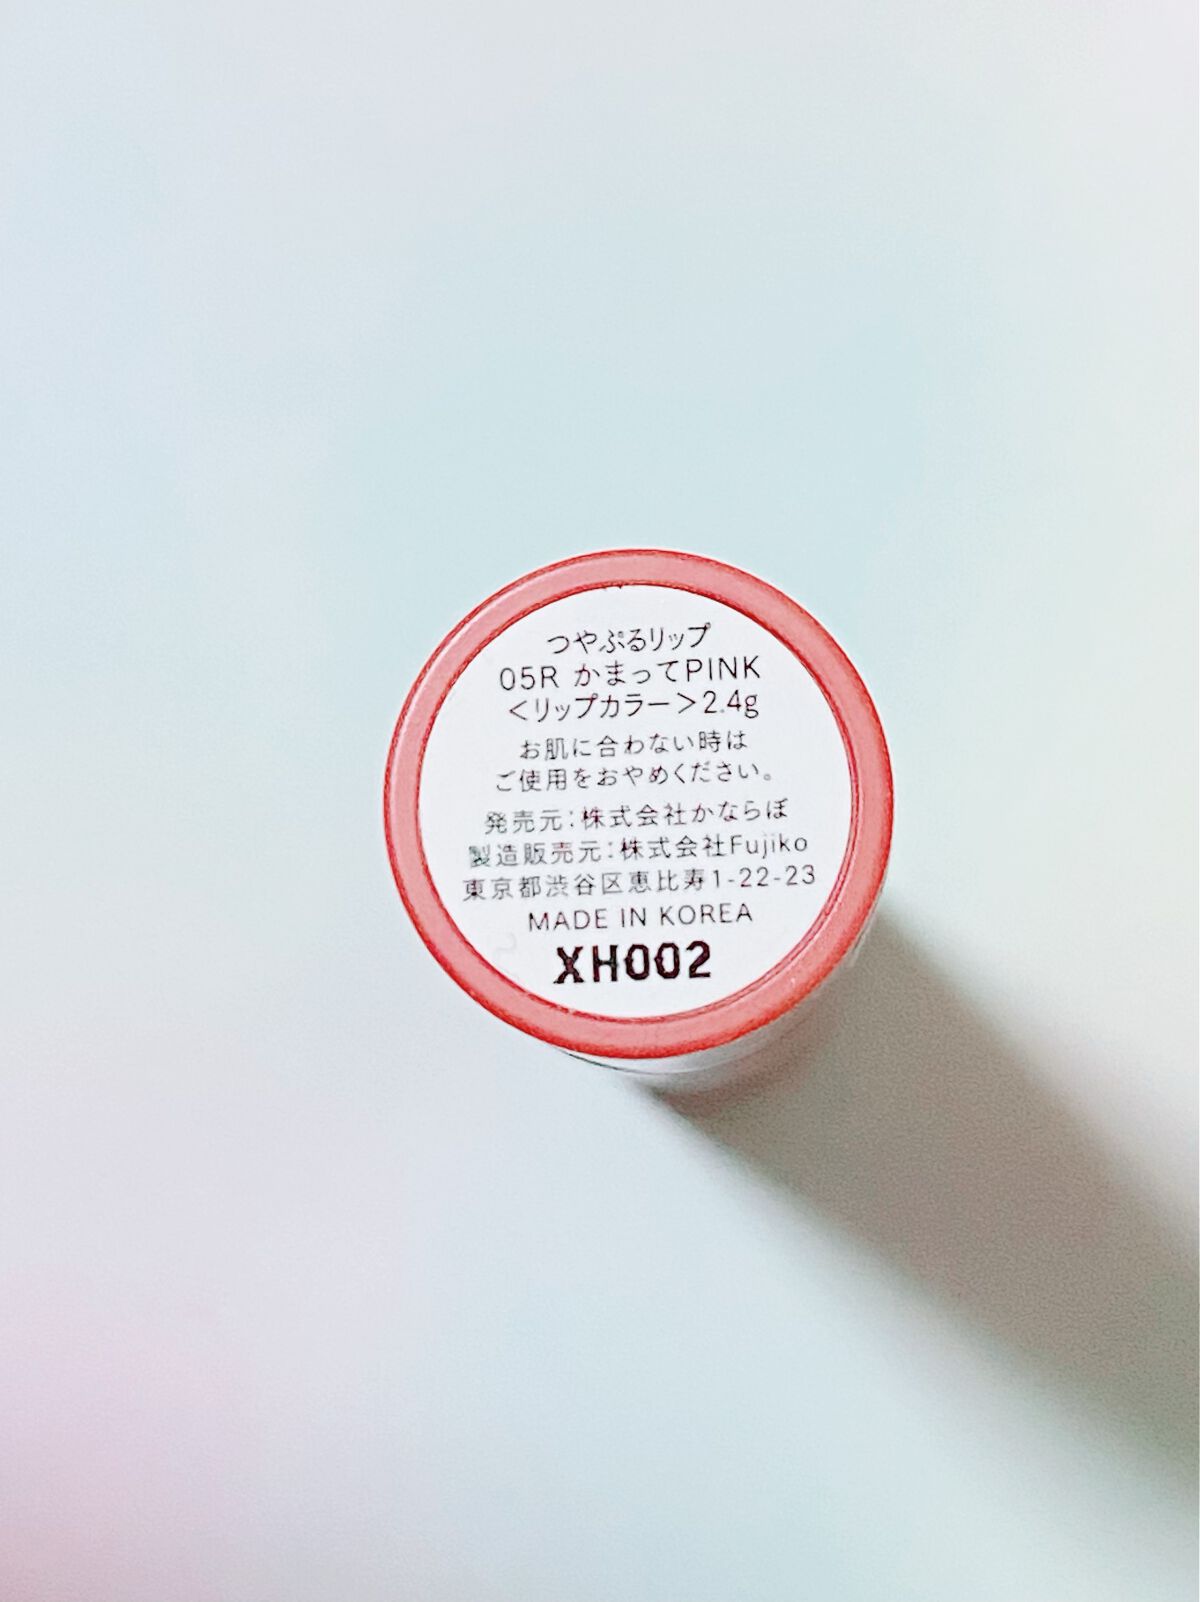 つやぷるリップ
05R かまってPINK
＜リップカラー＞2.4g
お肌に合わない時は
ご使用をおやめください。
発売元：株式会社かならぼ
製造販売元：株式会社Fujiko
東京都渋谷区恵比寿1-22-23
MADE IN KOREA
XH002